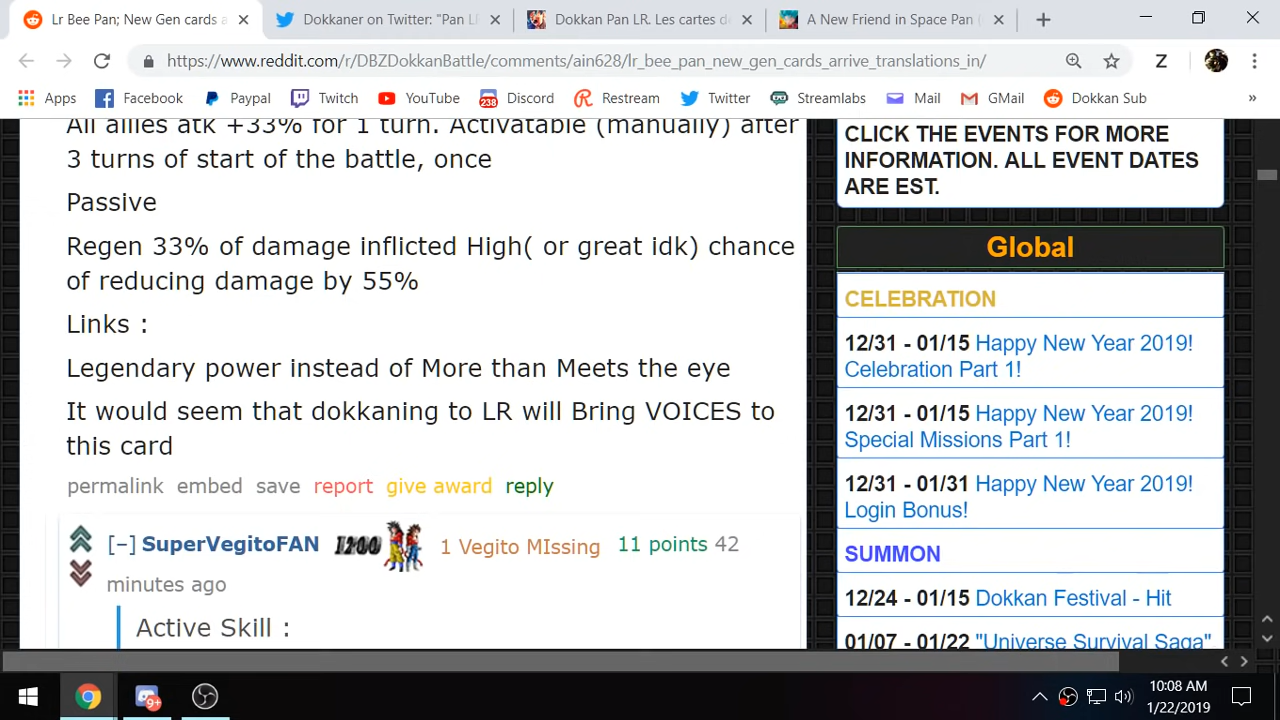 Lr Bee Pan; New Gen cards a
Dokkaner on Twitter: "Pan LR
Dokkan Pan LR. Les cartes de
A New Friend in Space Pan (
https://www.reddit.com/r/DBZDokkanBattle/comments/ain628/lr_bee_pan_new_gen_cards_arrive_translations_in/
Z
Apps Facebook Paypal Twitch YouTube 238 Discord Restream Twitter Streamlabs Mail GMail Dokkan Sub »
All allies atk +33% for 1 turn. Activatable (manually) after
3 turns of start of the battle, once
Passive
Regen 33% of damage inflicted High( or great idk) chance
of reducing damage by 55%
Links :
Legendary power instead of More than Meets the eye
It would seem that dokkaning to LR will Bring VOICES to
this card
permalink embed save report give award reply
[–] SuperVegitoFAN 1200 1 Vegito MIssing 11 points 42
minutes ago
Active Skill :
CLICK THE EVENTS FOR MORE
INFORMATION. ALL EVENT DATES
ARE EST.
Global
CELEBRATION
12/31 - 01/15 Happy New Year 2019!
Celebration Part 1!
12/31 - 01/15 Happy New Year 2019!
Special Missions Part 1!
12/31 - 01/31 Happy New Year 2019!
Login Bonus!
SUMMON
12/24 - 01/15 Dokkan Festival - Hit
01/07 - 01/22 "Universe Survival Saga"
9+
10:08 AM
1/22/2019